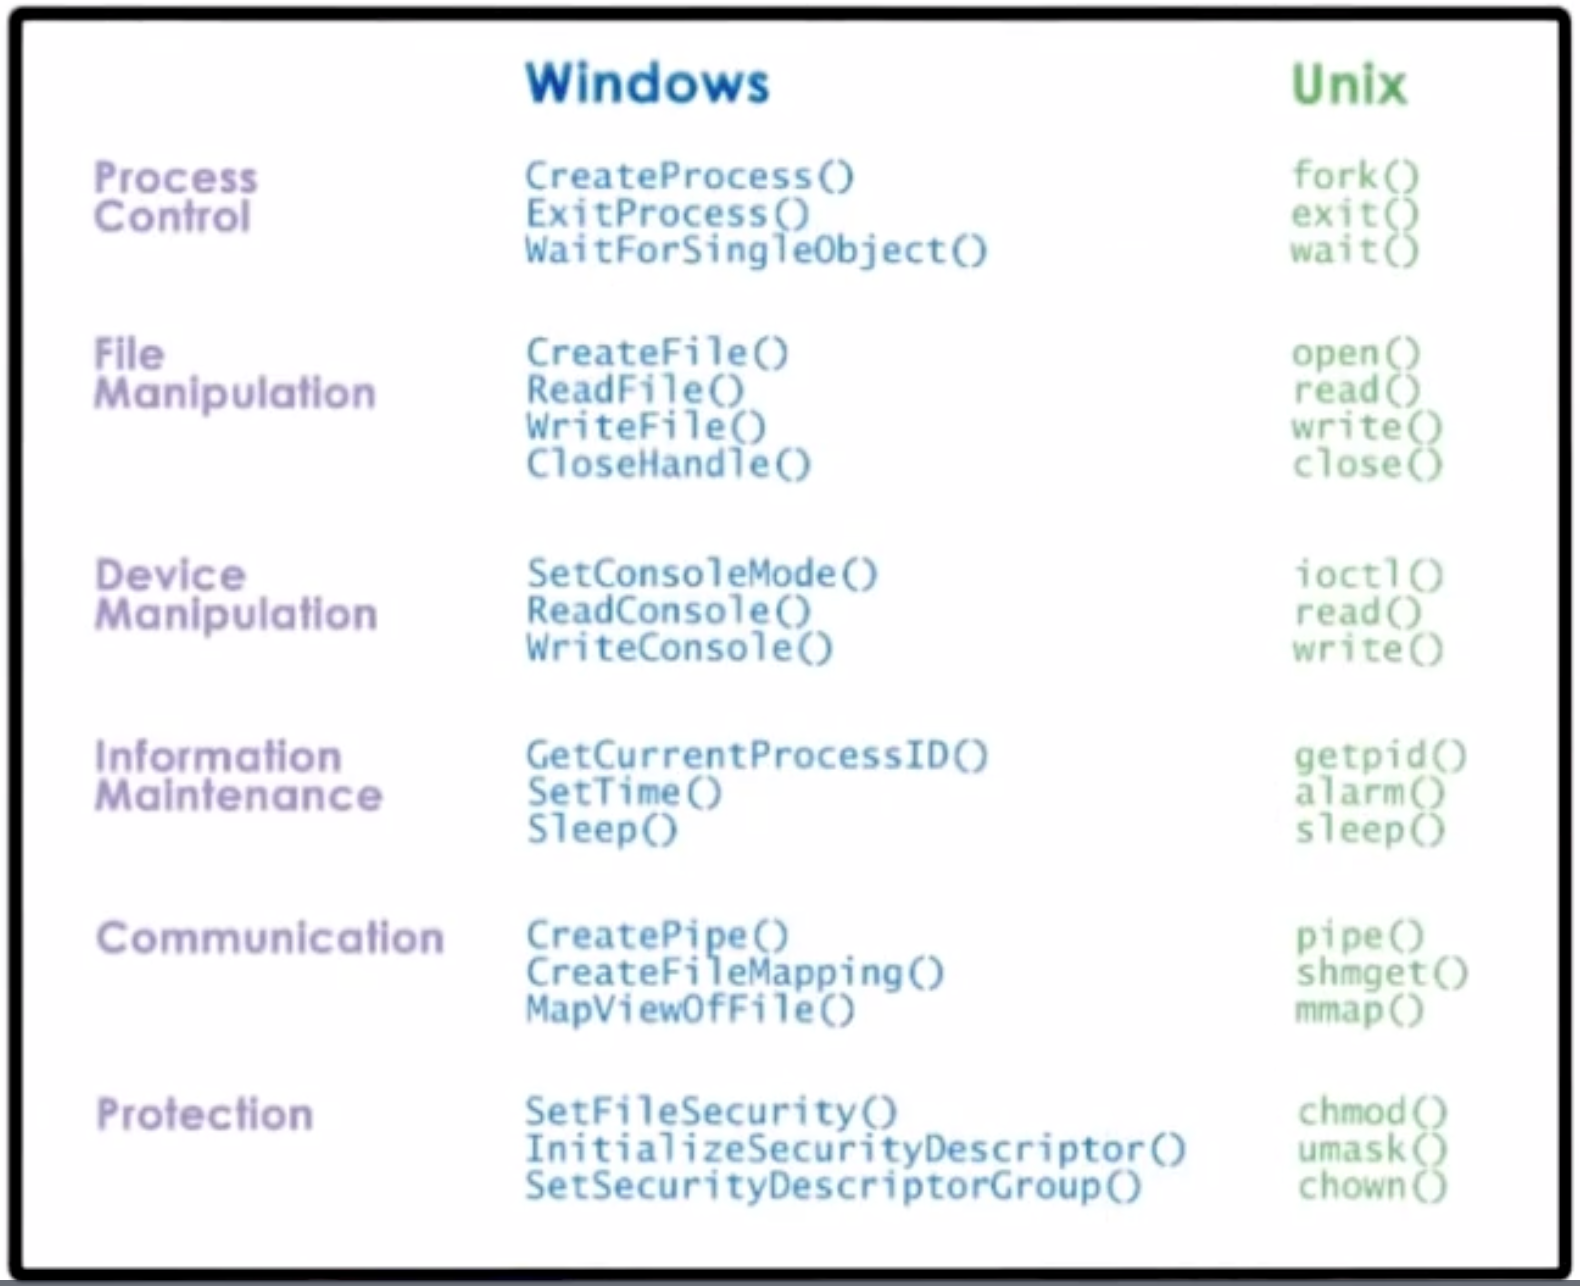 Windows Unix
Process Control
CreateProcess() fork()
ExitProcess() exit()
WaitForSingleObject() wait()
File Manipulation
CreateFile() open()
ReadFile() read()
WriteFile() write()
CloseHandle() close()
Device Manipulation
SetConsoleMode() ioctl()
ReadConsole() read()
WriteConsole() write()
Information Maintenance
GetCurrentProcessID() getpid()
SetTime() alarm()
Sleep() sleep()
Communication
CreatePipe() pipe()
CreateFileMapping() shmget()
MapViewOfFile() mmap()
Protection
SetFileSecurity() chmod()
InitializeSecurityDescriptor() umask()
SetSecurityDescriptorGroup() chown()